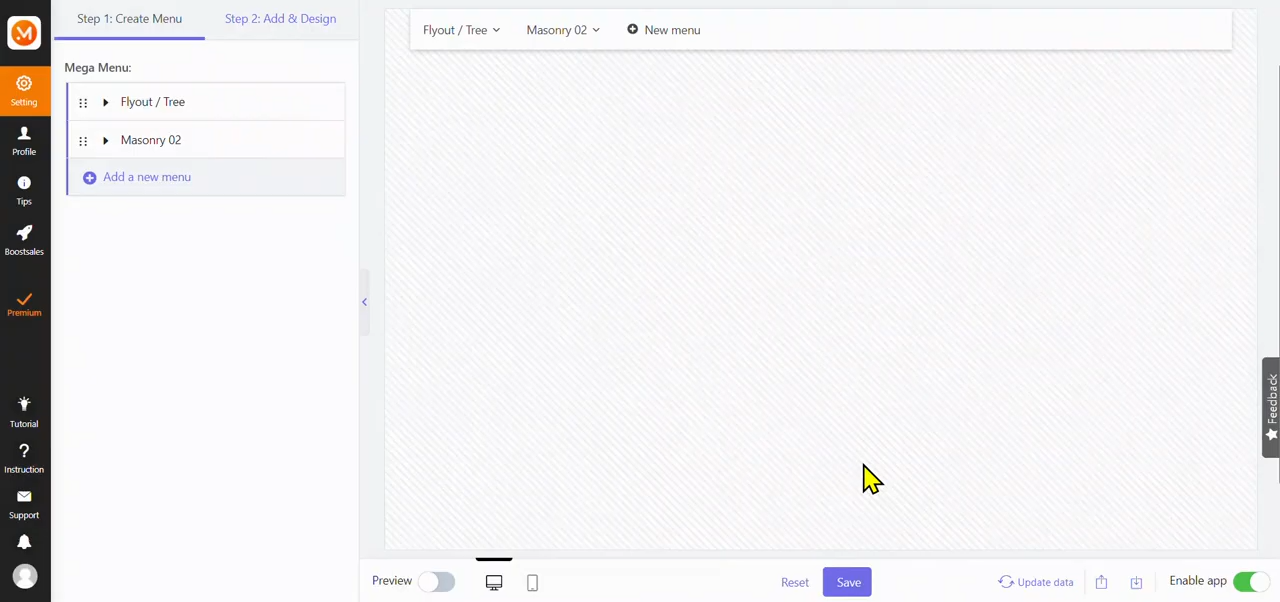 Step 1: Create Menu
Step 2: Add & Design
Flyout / Tree
Masonry 02
New menu
Setting
Mega Menu:
Flyout / Tree
Masonry 02
Add a new menu
Profile
Tips
Boostsales
Premium
Tutorial
Instruction
Support
Feedback
Preview
Reset
Save
Update data
Enable app